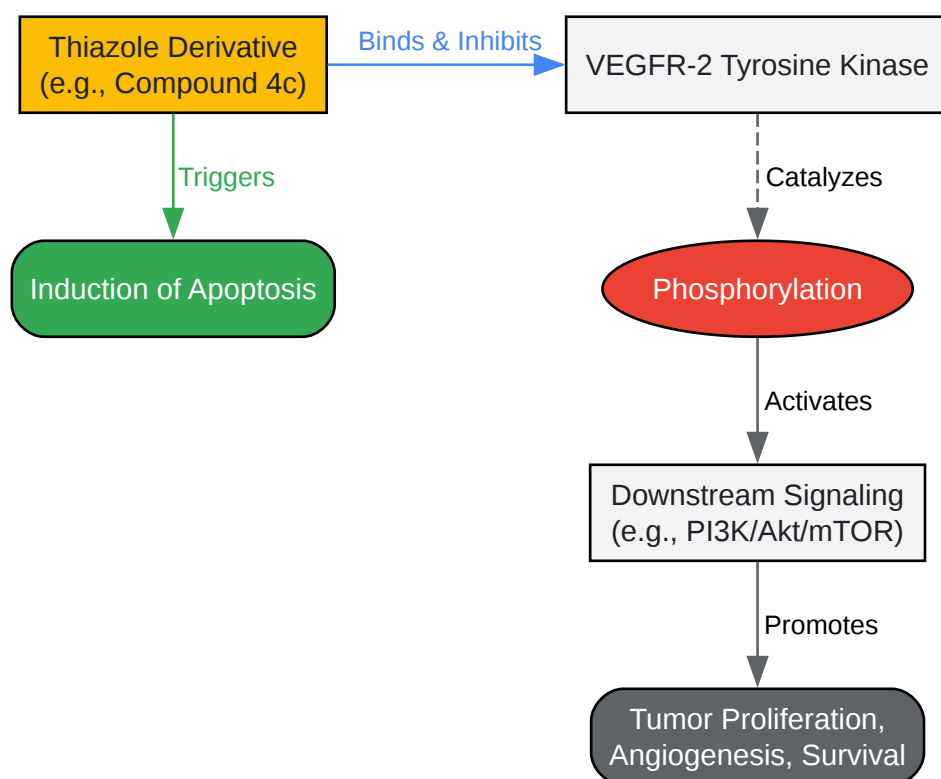 Thiazole Derivative
(e.g., Compound 4c)
Binds & Inhibits
VEGFR-2 Tyrosine Kinase
Triggers
Catalyzes
Induction of Apoptosis
Phosphorylation
Activates
Downstream Signaling
(e.g., PI3K/Akt/mTOR)
Promotes
Tumor Proliferation,
Angiogenesis, Survival